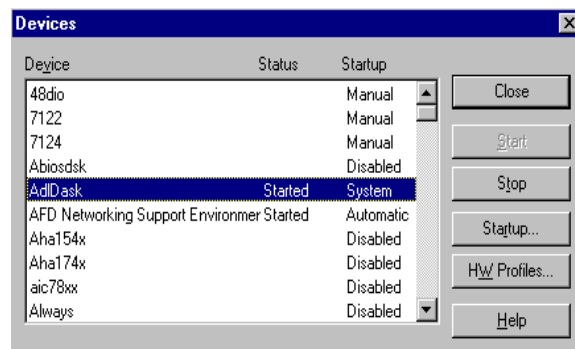 Devices
Device Status Startup
48dio Manual
7122 Manual
7124 Manual
Abiosdsk Disabled
AdlDask Started System
AFD Networking Support Environmer Started Automatic
Aha154x Disabled
Aha174x Disabled
aic78xx Disabled
Always Disabled
Close
Start
Stop
Startup...
HW Profiles...
Help